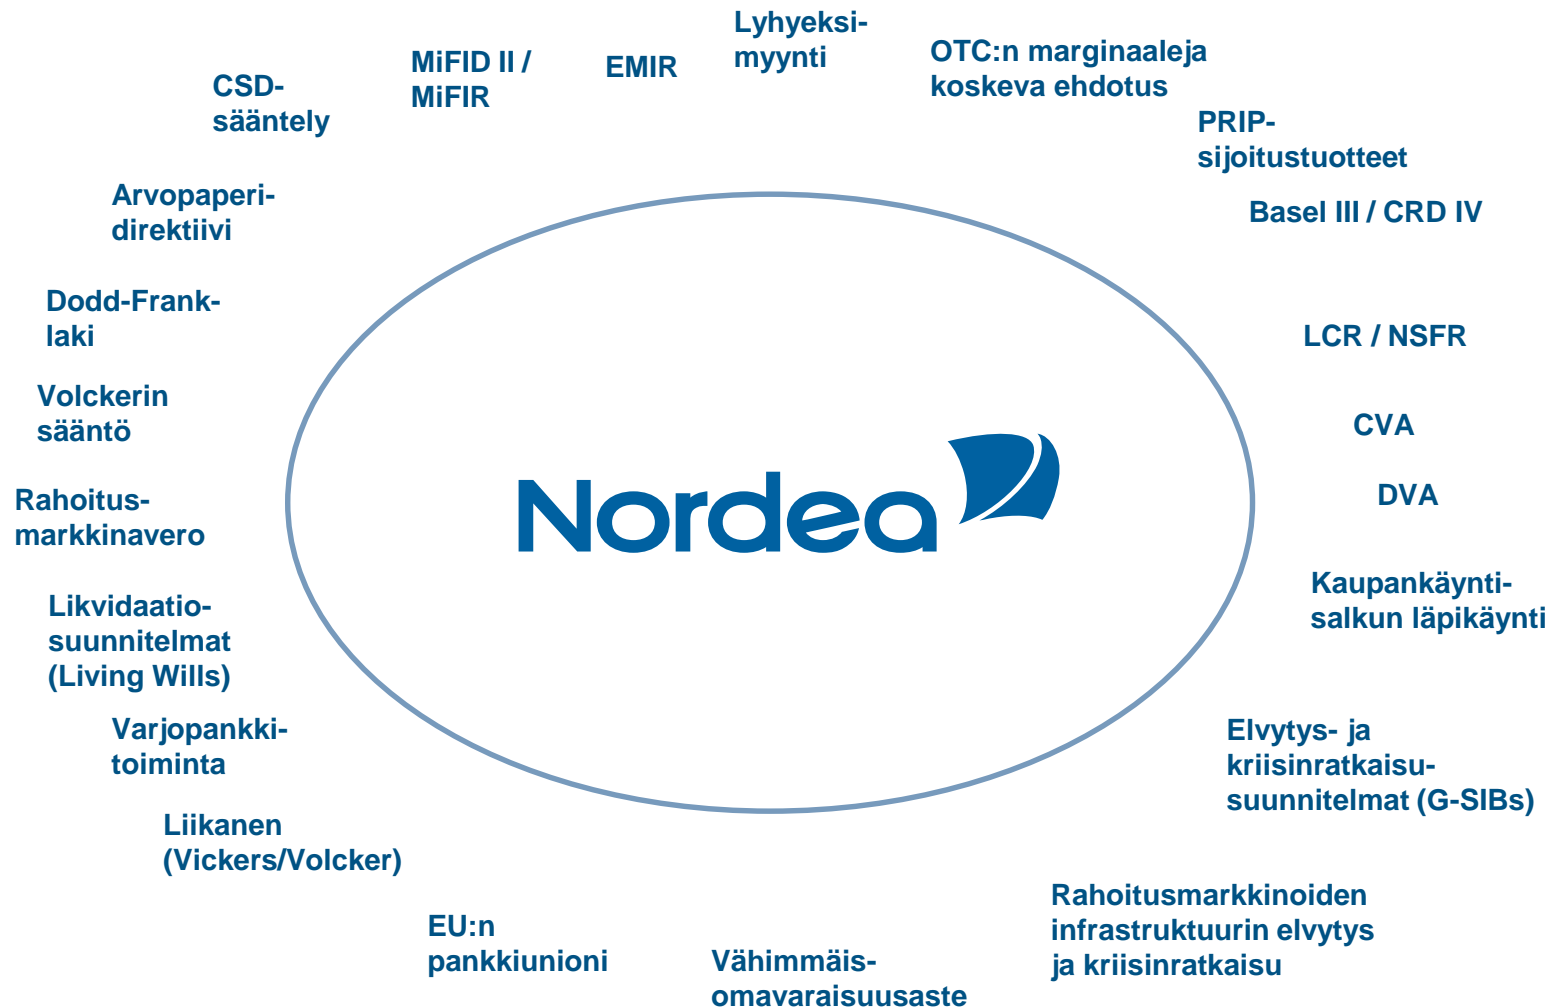 Lyhyeksi-
myynti
MiFID II /
MiFIR
EMIR
OTC:n marginaaleja
koskeva ehdotus
CSD-
sääntely
PRIP-
sijoitustuotteet
Arvopaperi-
direktiivi
Basel III / CRD IV
Dodd-Frank-
laki
LCR / NSFR
Volckerin
sääntö
CVA
Nordea
Rahoitus-
markkinavero
DVA
Likvidaatio-
suunnitelmat
(Living Wills)
Kaupankäynti-
salkun läpikäynti
Varjopankki-
toiminta
Elvytys- ja
kriisinratkaisu-
suunnitelmat (G-SIBs)
Liikanen
(Vickers/Volcker)
Rahoitusmarkkinoiden
infrastruktuurin elvytys
ja kriisinratkaisu
EU:n
pankkiunioni
Vähimmäis-
omavaraisuusaste